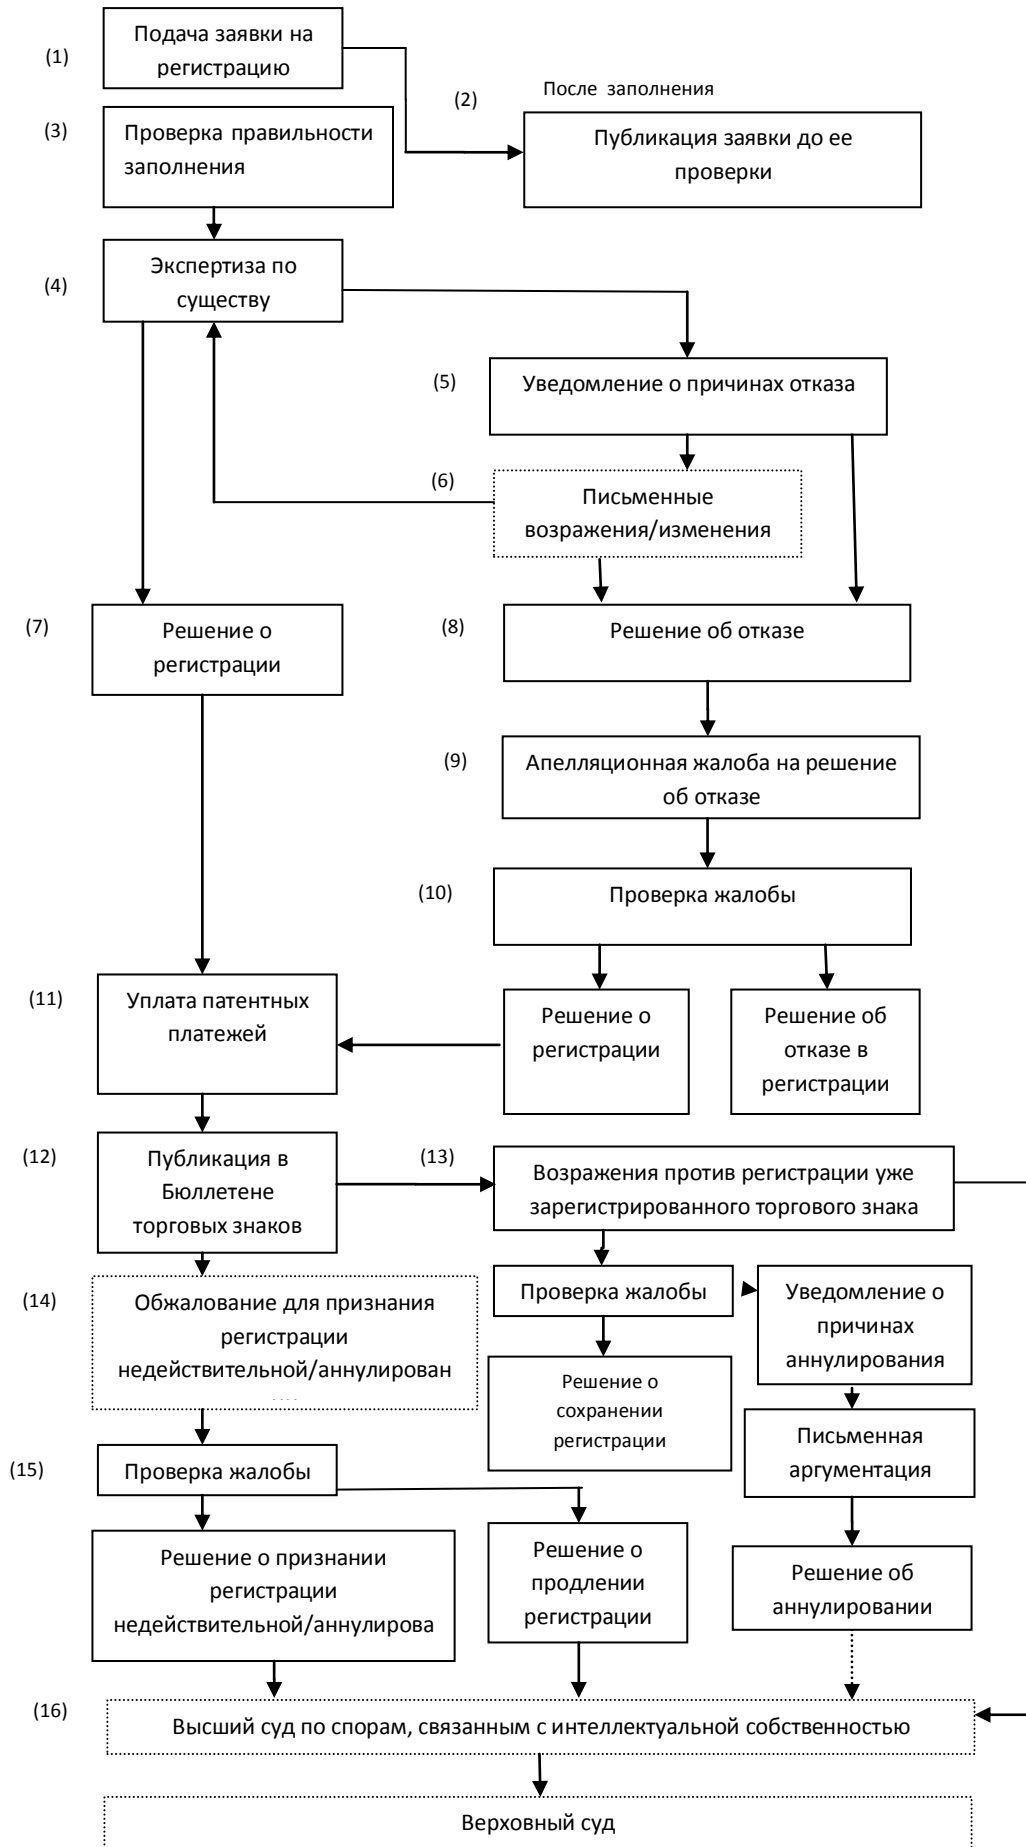 (1)
Подача заявки на
регистрацию
(2)
После заполнения
Публикация заявки до ее
проверки
(3)
Проверка правильности
заполнения
(4)
Экспертиза по
существу
(5)
Уведомление о причинах отказа
(6)
Письменные
возражения/изменения
(7)
Решение о
регистрации
(8)
Решение об отказе
(9)
Апелляционная жалоба на решение
об отказе
(10)
Проверка жалобы
(11)
Уплата патентных
платежей
Решение о
регистрации
Решение об
отказе в
регистрации
(12)
Публикация в
Бюллетене
торговых знаков
(13)
Возражения против регистрации уже
зарегистрированного торгового знака
Проверка жалобы
Уведомление о
причинах
аннулирования
(14)
Обжалование для признания
регистрации
недействительной/аннулирован
Решение о
сохранении
регистрации
Письменная
аргументация
(15)
Проверка жалобы
Решение о признании
регистрации
недействительной/аннулирова
Решение о
продлении
регистрации
Решение об
аннулировании
(16)
Высший суд по спорам, связанным с интеллектуальной собственностью
Верховный суд